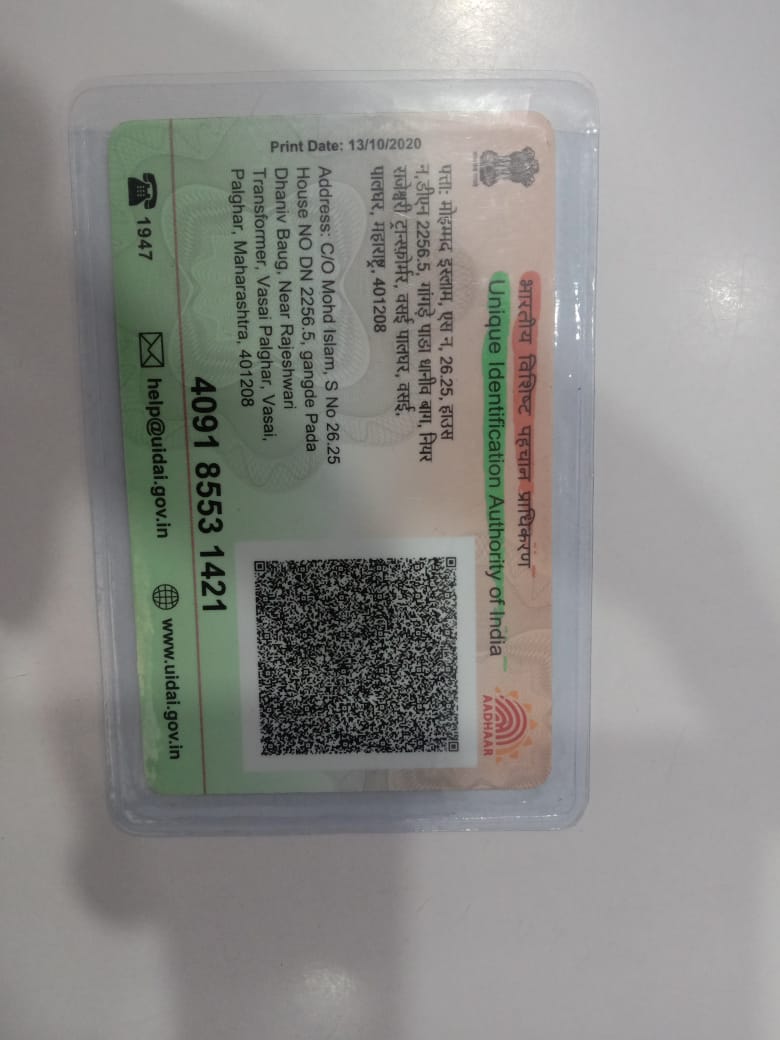 भारतीय विशिष्ट पहचान प्राधिकरण
Unique Identification Authority of India
AADHAAR
Print Date: 13/10/2020
पत्ता: मोहम्मद इस्लाम, एस न, 26.25, हाउस
न. डीएन 2256.5, गांगड़े पाडा धानीव बाग, नियर
राजेश्वरी ट्रान्सफ़ोर्मर, वसई पालघर, वसई,
पालघर, महाराष्ट्र, 401208
Address: C/O Mohd Islam, S No 26.25
House NO DN 2256.5, gangde Pada
Dhaniv Baug, Near Rajeshwari
Transformer, Vasai Palghar, Vasai,
Palghar, Maharashtra, 401208
4091 8553 1421
1947
help@uidai.gov.in
www.uidai.gov.in